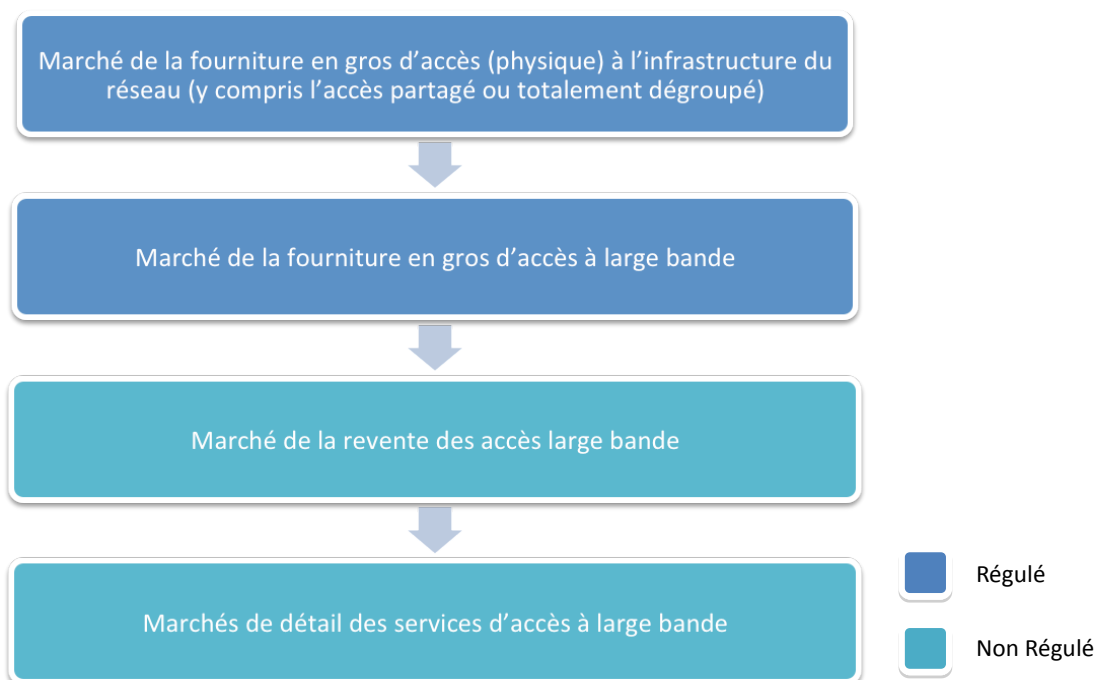 Marché de la fourniture en gros d’accès (physique) à l’infrastructure du
réseau (y compris l’accès partagé ou totalement dégroupé)
Marché de la fourniture en gros d’accès à large bande
Marché de la revente des accès large bande
Marchés de détail des services d’accès à large bande
Régulé
Non Régulé